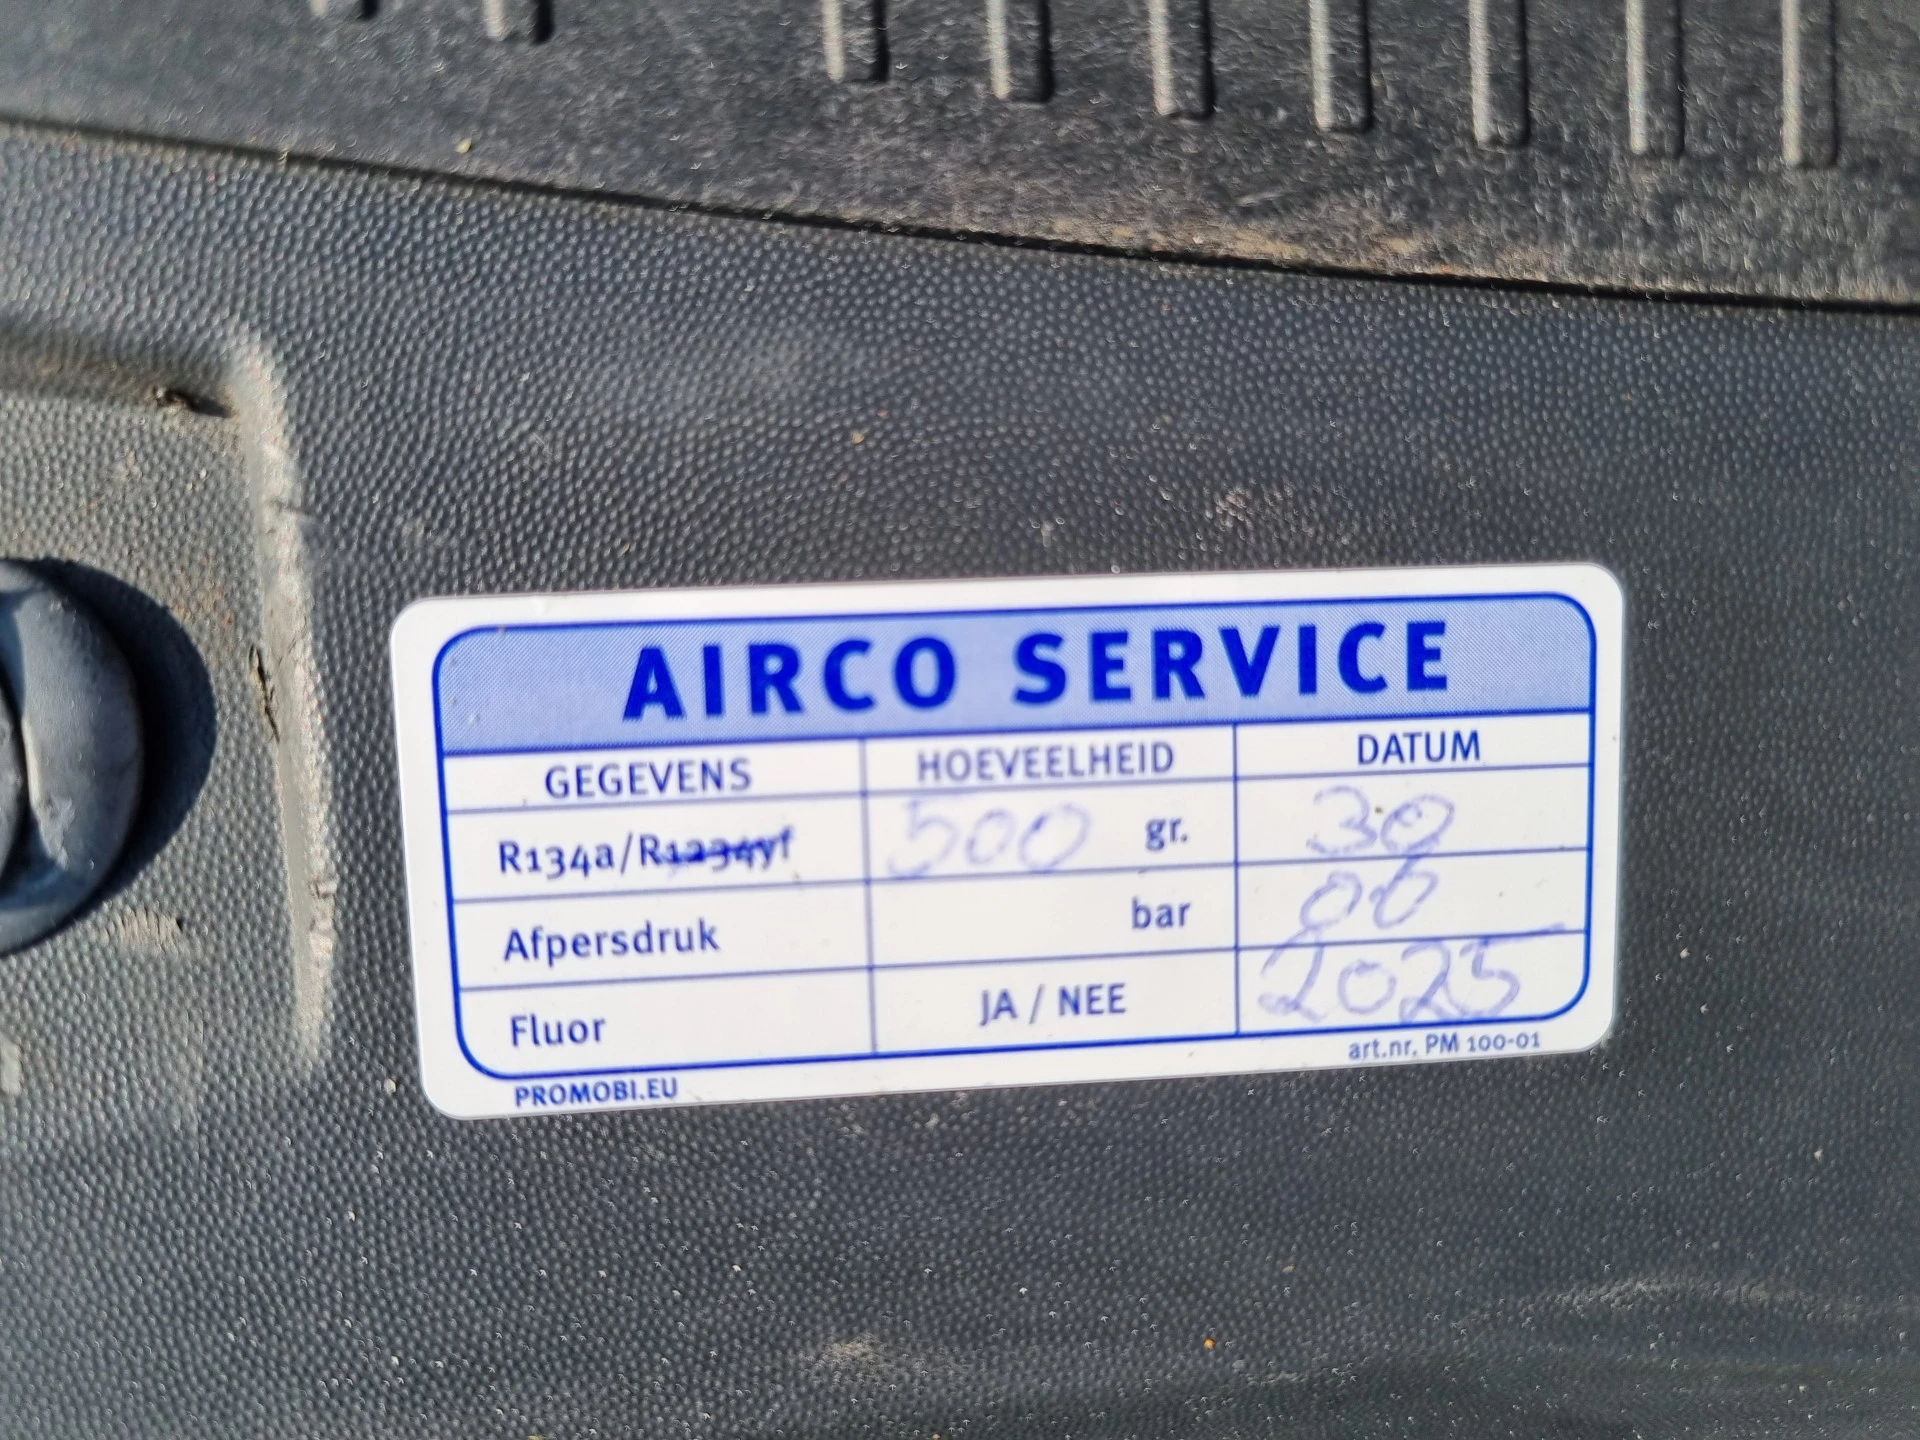 AIRCO SERVICE
GEGEVENS HOEVEELHEID DATUM
R134a/R1234yf 500 gr. 30
Afpersdruk bar 06
Fluor JA / NEE 2025
PROMOBI.EU art.nr. PM 100-01